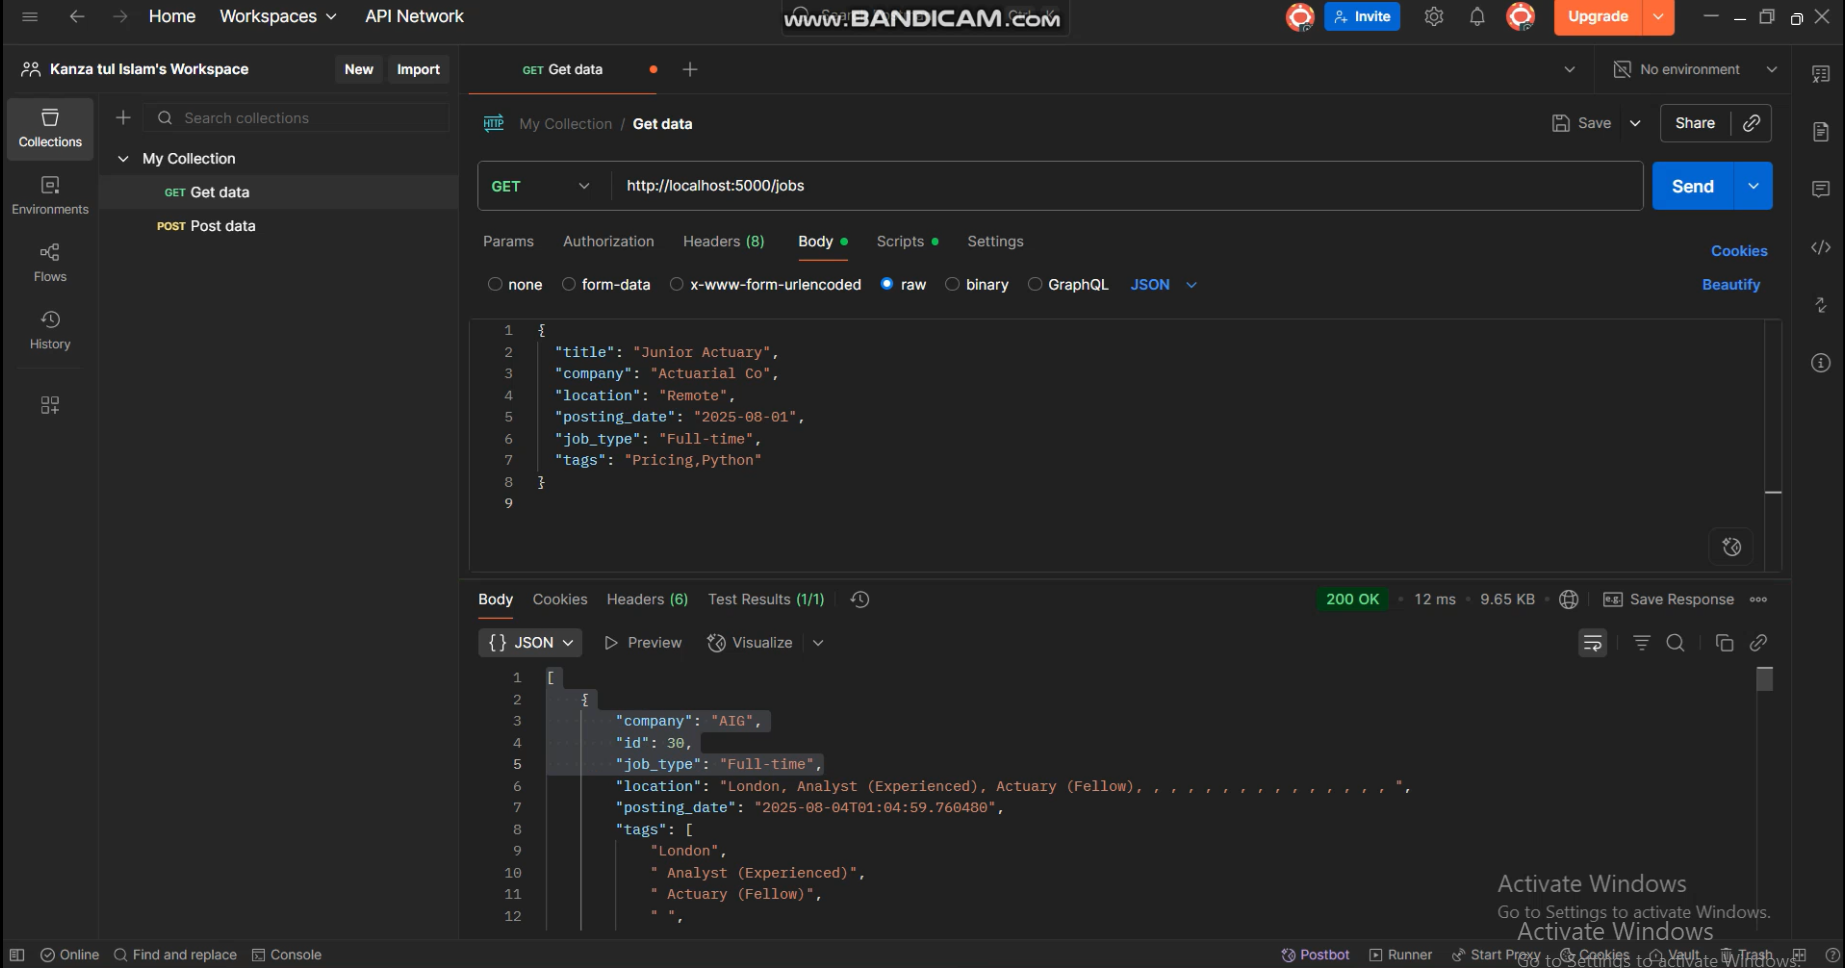 Home Workspaces API Network
www.BANDICAM.com
Invite Upgrade
Kanza tul Islam's Workspace New Import
GET Get data
No environment
Collections
Search collections
My Collection
GET Get data
POST Post data
Environments
Flows
History
HTTP My Collection / Get data
Save Share
GET http://localhost:5000/jobs Send
Params Authorization Headers (8) Body Scripts Settings
Cookies
none form-data x-www-form-urlencoded raw binary GraphQL JSON
Beautify
1 {
2 "title": "Junior Actuary",
3 "company": "Actuarial Co",
4 "location": "Remote",
5 "posting_date": "2025-08-01",
6 "job_type": "Full-time",
7 "tags": "Pricing,Python"
8 }
9
Body Cookies Headers (6) Test Results (1/1)
200 OK 12 ms 9.65 KB e.g. Save Response
{} JSON Preview Visualize
1 [
2 {
3 "company": "AIG",
4 "id": 30,
5 "job_type": "Full-time",
6 "location": "London, Analyst (Experienced), Actuary (Fellow), , , , , , , , , , , , , , ",
7 "posting_date": "2025-08-04T01:04:59.760480",
8 "tags": [
9 "London",
10 " Analyst (Experienced)",
11 " Actuary (Fellow)",
12 " ",
Activate Windows
Go to Settings to activate Windows.
Activate Windows
Go to Settings to activate Windows.
Online Find and replace Console
Postbot Runner Start Proxy Cookies Vault Trash